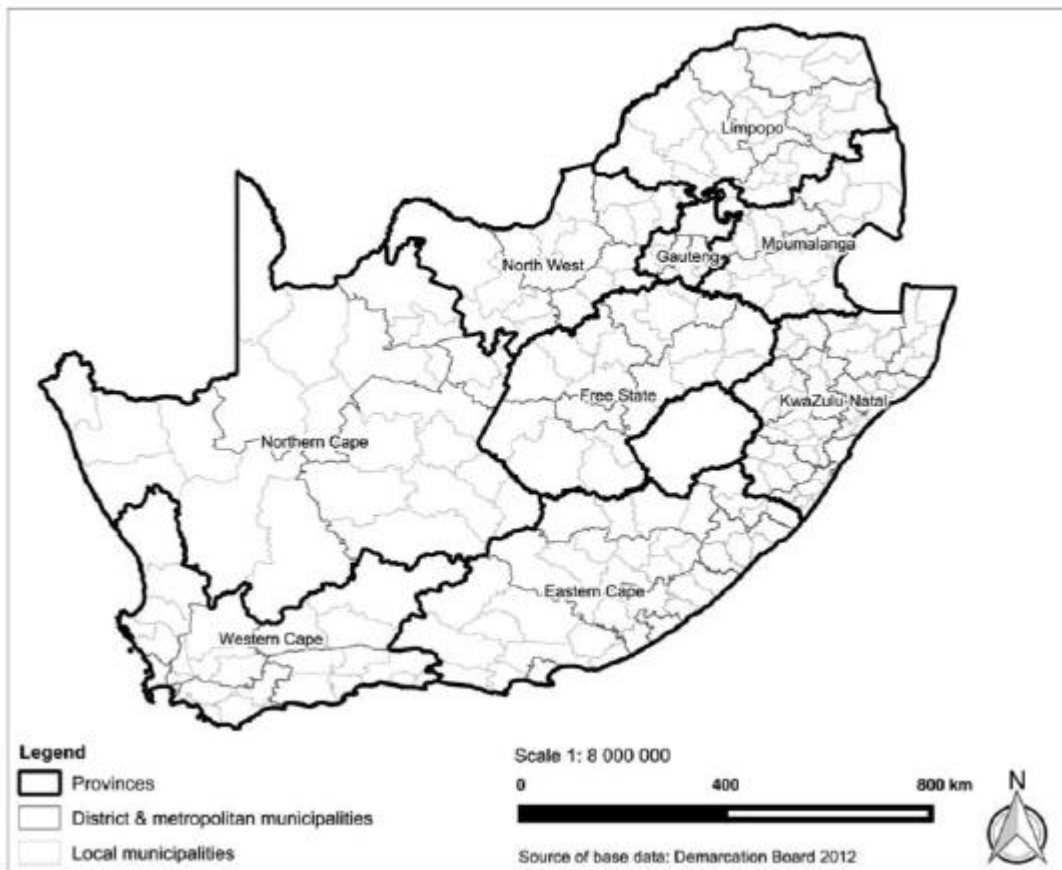 Limpopo
Mpumalanga
Gauteng
North West
Free State
KwaZulu-Natal
Northern Cape
Eastern Cape
Western Cape
Legend
Provinces
District & metropolitan municipalities
Local municipalities
Scale 1: 8 000 000
0 400 800 km
Source of base data: Demarcation Board 2012
N